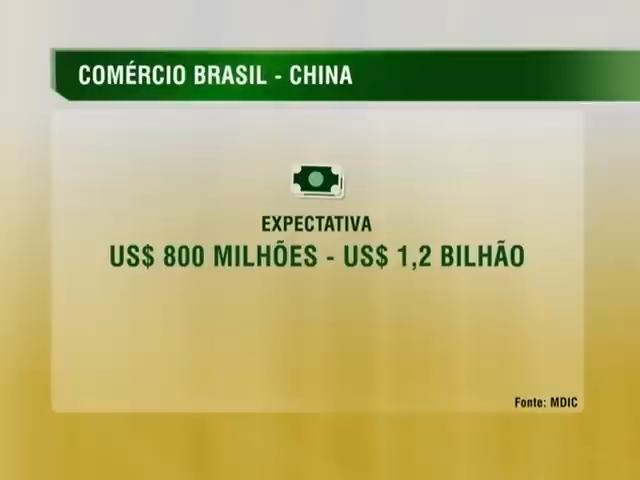 COMÉRCIO BRASIL - CHINA
EXPECTATIVA
US$ 800 MILHÕES - US$ 1,2 BILHÃO
Fonte: MDIC